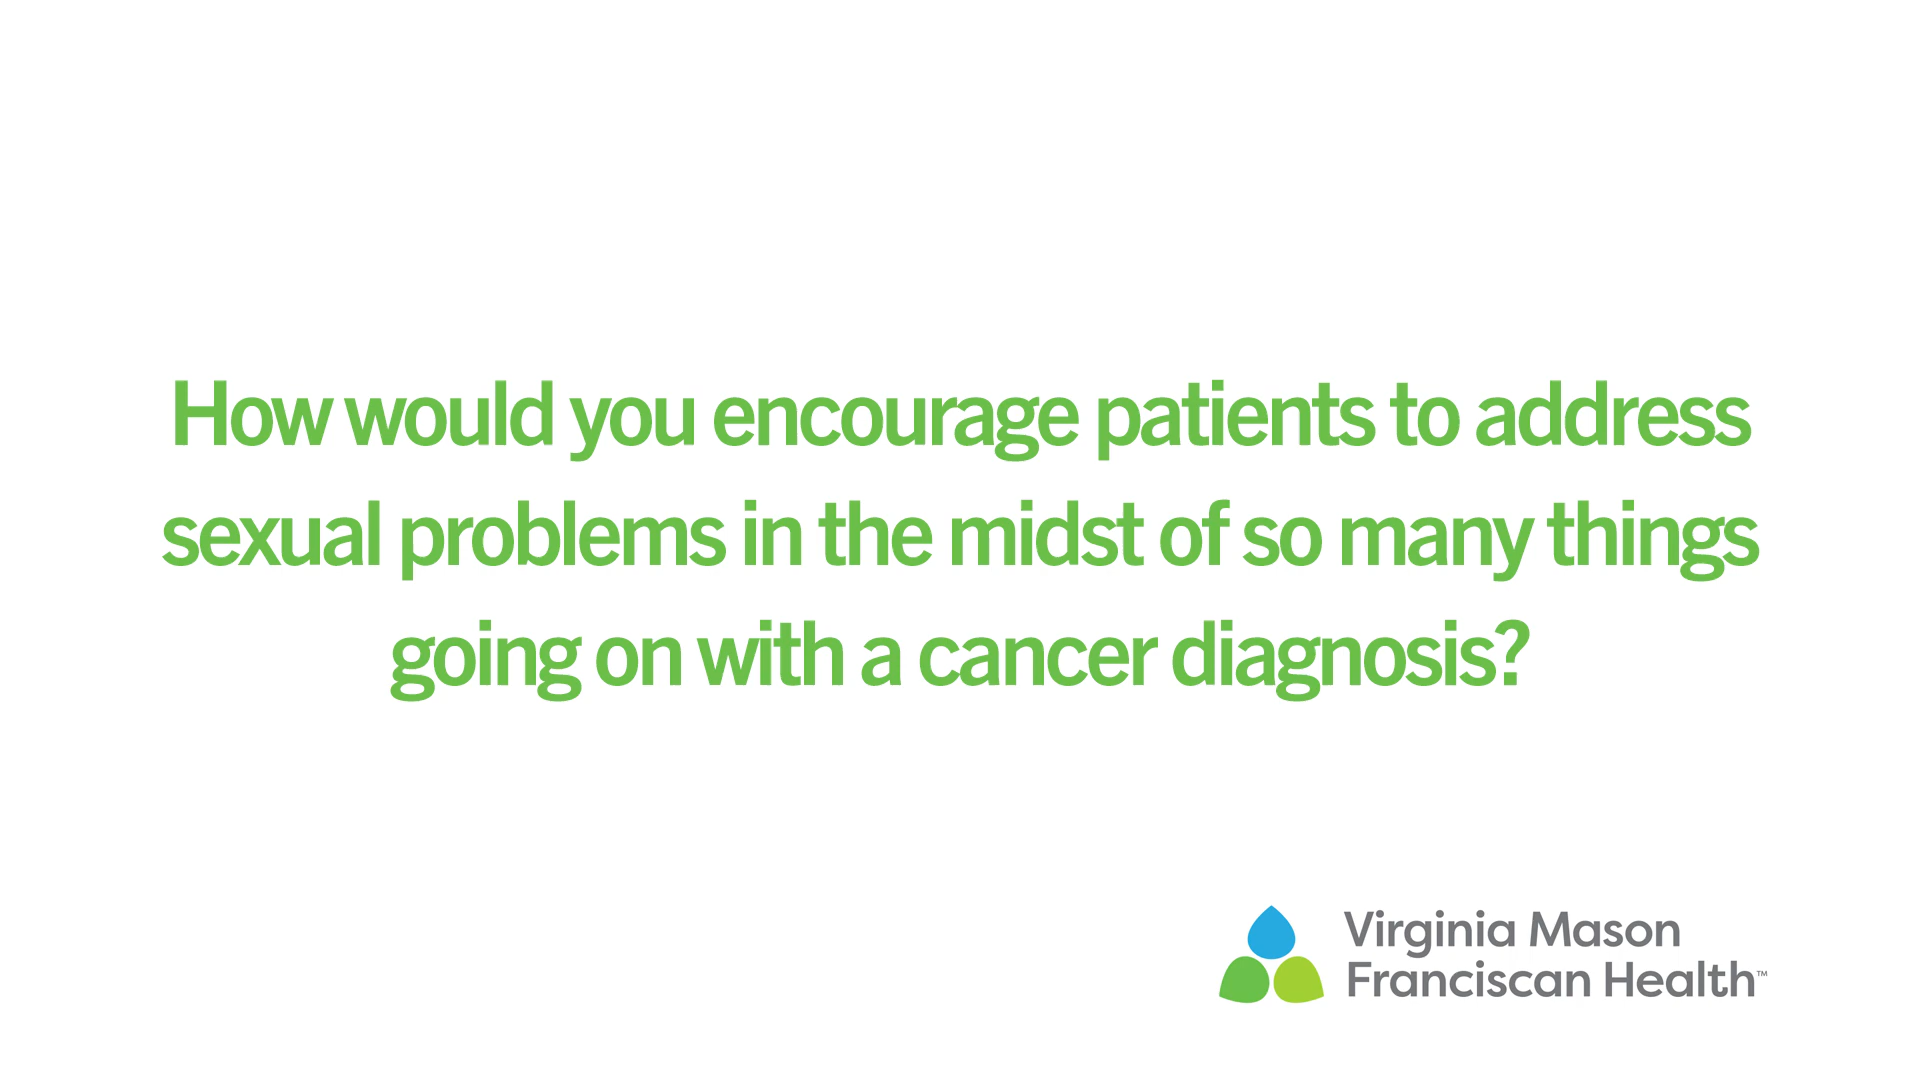 How would you encourage patients to address
sexual problems in the midst of so many things
going on with a cancer diagnosis?
Virginia Mason
Franciscan Health™